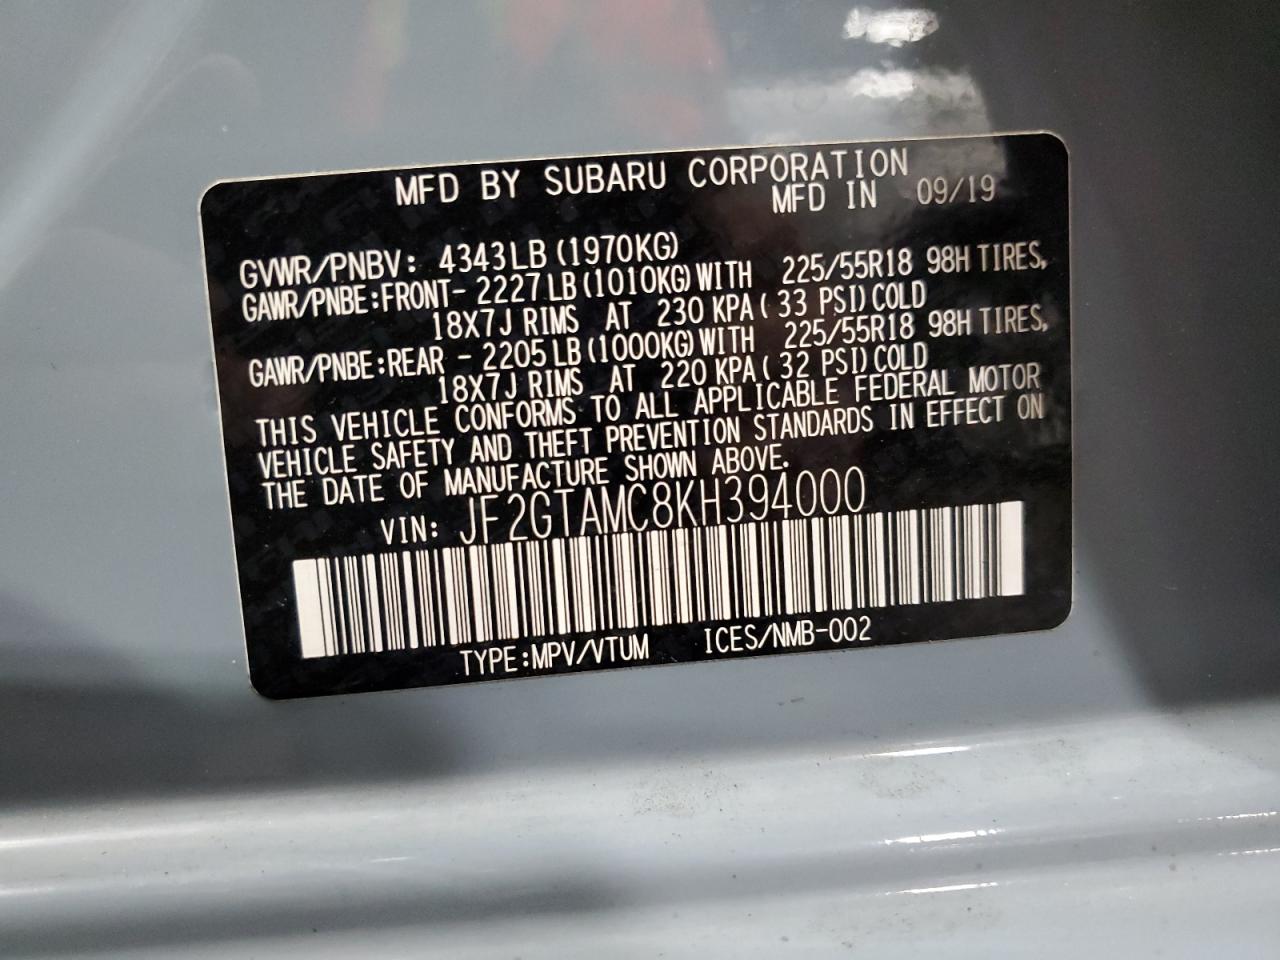 MFD BY SUBARU CORPORATION
MFD IN 09/19
GVWR/PNBV: 4343LB(1970KG)
GAWR/PNBE:FRONT- 2227LB(1010KG)WITH 225/55R18 98H TIRES,
18X7J RIMS AT 230 KPA( 33 PSI)COLD
GAWR/PNBE:REAR - 2205LB(1000KG)WITH 225/55R18 98H TIRES,
18X7J RIMS AT 220 KPA( 32 PSI)COLD
THIS VEHICLE CONFORMS TO ALL APPLICABLE FEDERAL MOTOR
VEHICLE SAFETY AND THEFT PREVENTION STANDARDS IN EFFECT ON
THE DATE OF MANUFACTURE SHOWN ABOVE.
VIN: JF2GTAMC8KH394000
TYPE:MPV/VTUM ICES/NMB-002